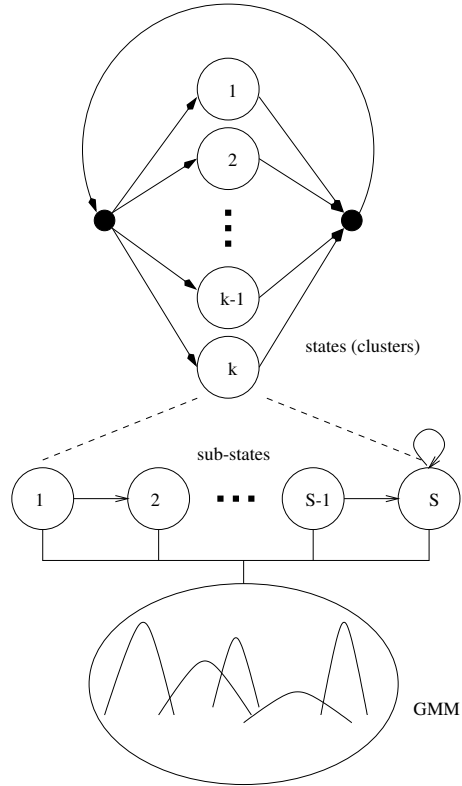 1
2
k-1
states (clusters)
k
sub-states
1 2 S-1 S
GMM